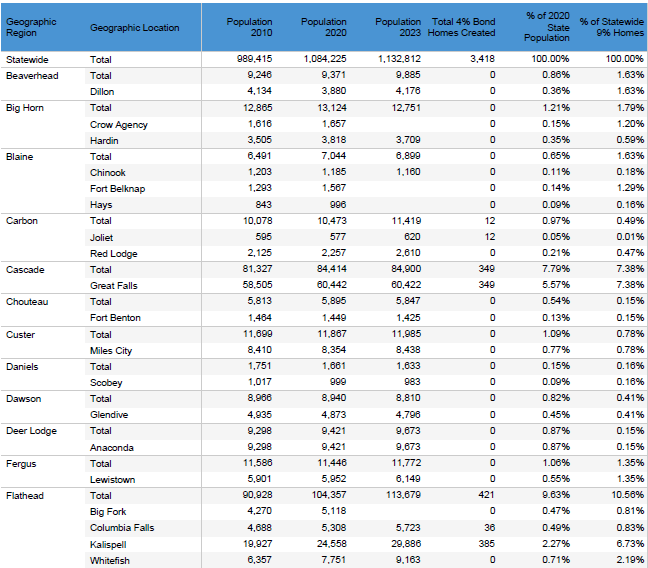 Geographic Region Geographic Location Population 2010 Population 2020 Population 2023 Total 4% Bond Homes Created % of 2020 State Population % of Statewide 9% Homes
Statewide Total 989,415 1,084,225 1,132,812 3,418 100.00% 100.00%
Beaverhead Total 9,246 9,371 9,885 0 0.86% 1.63%
Dillon 4,134 3,880 4,176 0 0.36% 1.63%
Big Horn Total 12,865 13,124 12,751 0 1.21% 1.79%
Crow Agency 1,616 1,657 0 0.15% 1.20%
Hardin 3,505 3,818 3,709 0 0.35% 0.59%
Blaine Total 6,491 7,044 6,899 0 0.65% 1.63%
Chinook 1,203 1,185 1,160 0 0.11% 0.18%
Fort Belknap 1,293 1,567 0 0.14% 1.29%
Hays 843 996 0 0.09% 0.16%
Carbon Total 10,078 10,473 11,419 12 0.97% 0.49%
Joliet 595 577 620 12 0.05% 0.01%
Red Lodge 2,125 2,257 2,610 0 0.21% 0.47%
Cascade Total 81,327 84,414 84,900 349 7.79% 7.38%
Great Falls 58,505 60,442 60,422 349 5.57% 7.38%
Chouteau Total 5,813 5,895 5,847 0 0.54% 0.15%
Fort Benton 1,464 1,449 1,425 0 0.13% 0.15%
Custer Total 11,699 11,867 11,985 0 1.09% 0.78%
Miles City 8,410 8,354 8,438 0 0.77% 0.78%
Daniels Total 1,751 1,661 1,633 0 0.15% 0.16%
Scobey 1,017 999 983 0 0.09% 0.16%
Dawson Total 8,966 8,940 8,810 0 0.82% 0.41%
Glendive 4,935 4,873 4,796 0 0.45% 0.41%
Deer Lodge Total 9,298 9,421 9,673 0 0.87% 0.15%
Anaconda 9,298 9,421 9,673 0 0.87% 0.15%
Fergus Total 11,586 11,446 11,772 0 1.06% 1.35%
Lewistown 5,901 5,952 6,149 0 0.55% 1.35%
Flathead Total 90,928 104,357 113,679 421 9.63% 10.56%
Big Fork 4,270 5,118 0 0.47% 0.81%
Columbia Falls 4,688 5,308 5,723 36 0.49% 0.83%
Kalispell 19,927 24,558 29,886 385 2.27% 6.73%
Whitefish 6,357 7,751 9,163 0 0.71% 2.19%